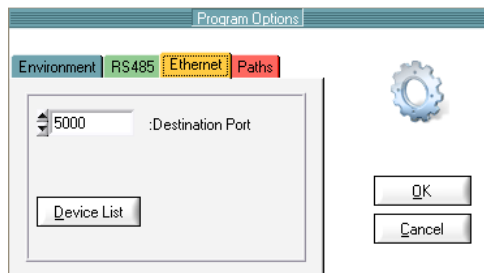 Program Options
Environment RS485 Ethernet Paths
5000 :Destination Port
Device List
OK
Cancel